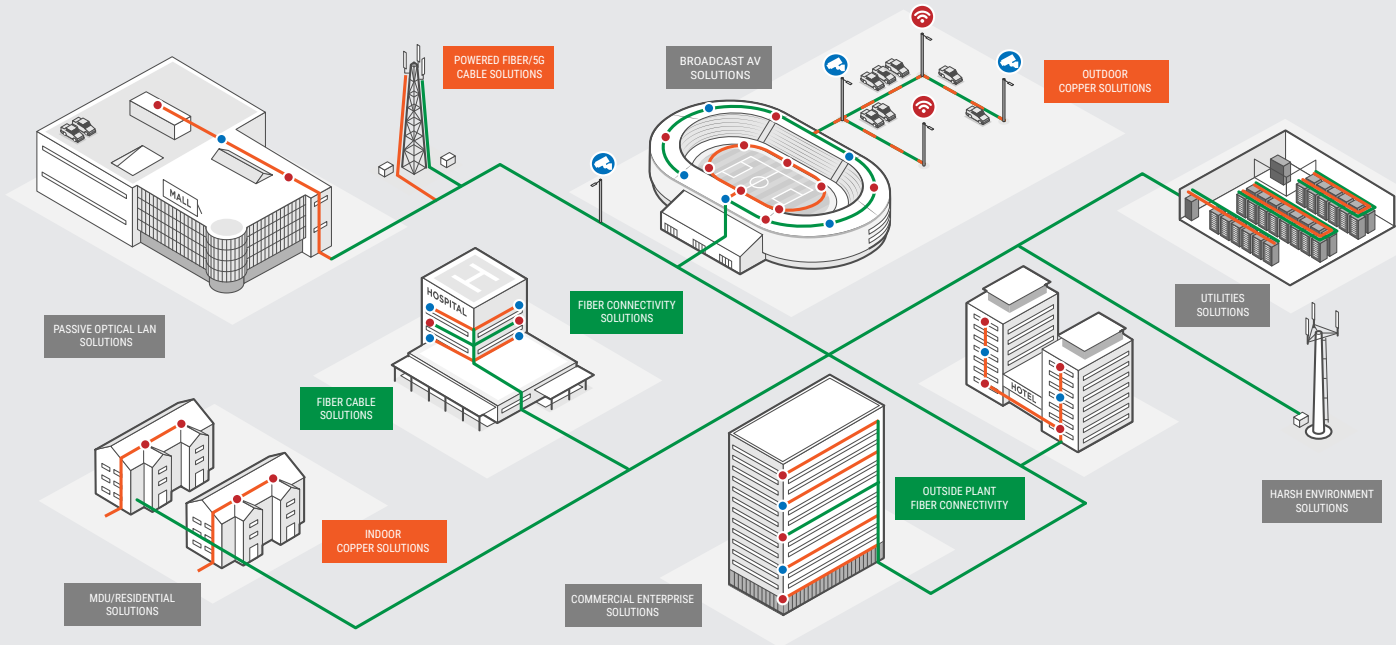 POWERED FIBER/5G
CABLE SOLUTIONS
BROADCAST AV
SOLUTIONS
OUTDOOR
COPPER SOLUTIONS
MALL
HOSPITAL
FIBER CONNECTIVITY
SOLUTIONS
UTILITIES
SOLUTIONS
PASSIVE OPTICAL LAN
SOLUTIONS
FIBER CABLE
SOLUTIONS
HOTEL
OUTSIDE PLANT
FIBER CONNECTIVITY
HARSH ENVIRONMENT
SOLUTIONS
INDOOR
COPPER SOLUTIONS
MDU/RESIDENTIAL
SOLUTIONS
COMMERCIAL ENTERPRISE
SOLUTIONS